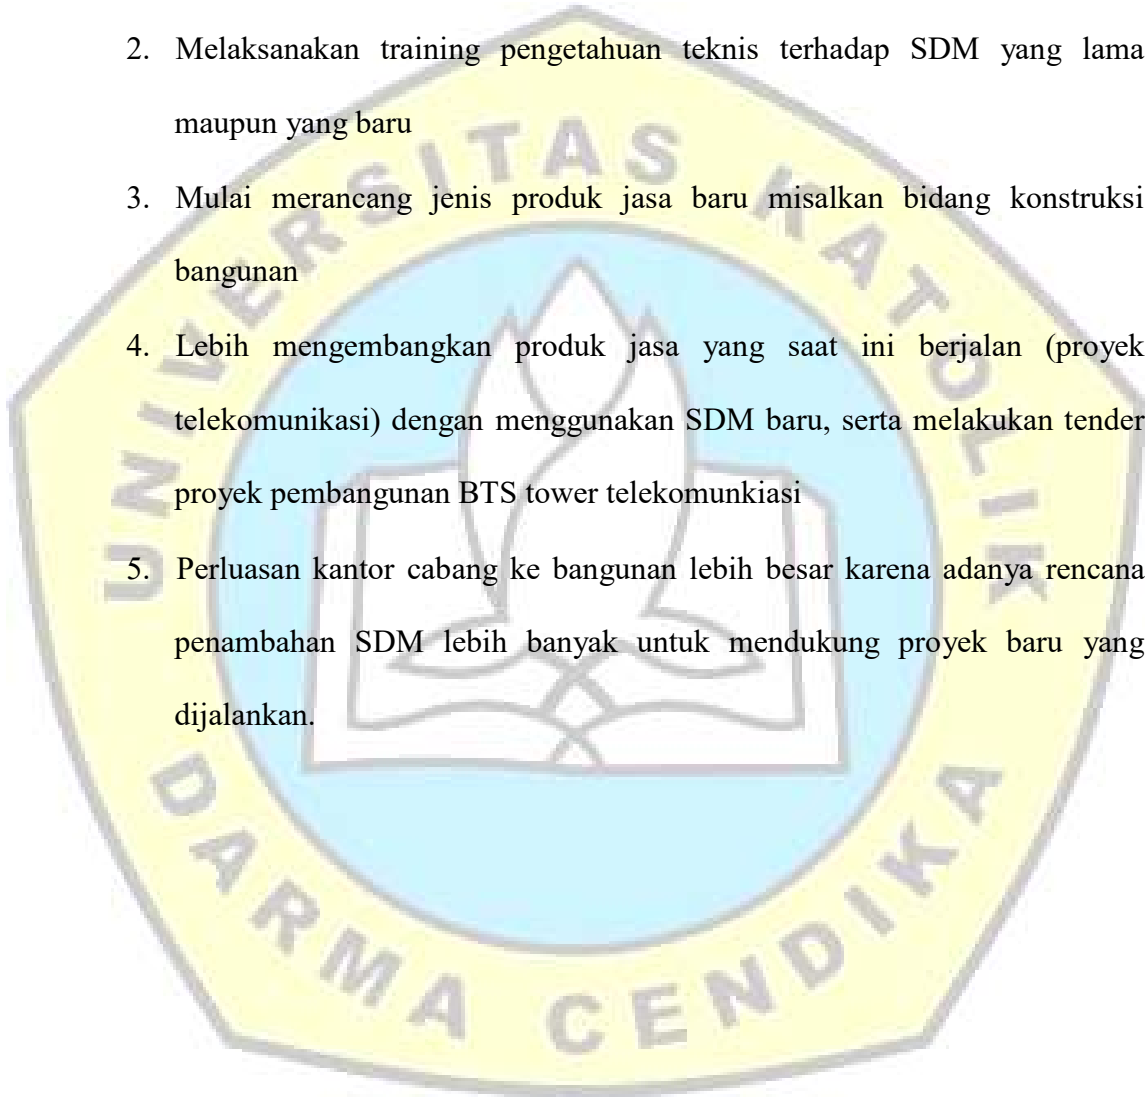 2. Melaksanakan training pengetahuan teknis terhadap SDM yang lama
maupun yang baru
3. Mulai merancang jenis produk jasa baru misalkan bidang konstruksi
bangunan
4. Lebih mengembangkan produk jasa yang saat ini berjalan (proyek
telekomunikasi) dengan menggunakan SDM baru, serta melakukan tender
proyek pembangunan BTS tower telekomunkiasi
5. Perluasan kantor cabang ke bangunan lebih besar karena adanya rencana
penambahan SDM lebih banyak untuk mendukung proyek baru yang
dijalankan.
UNIVERSITAS KATOLIK
DARMA CENDIKA